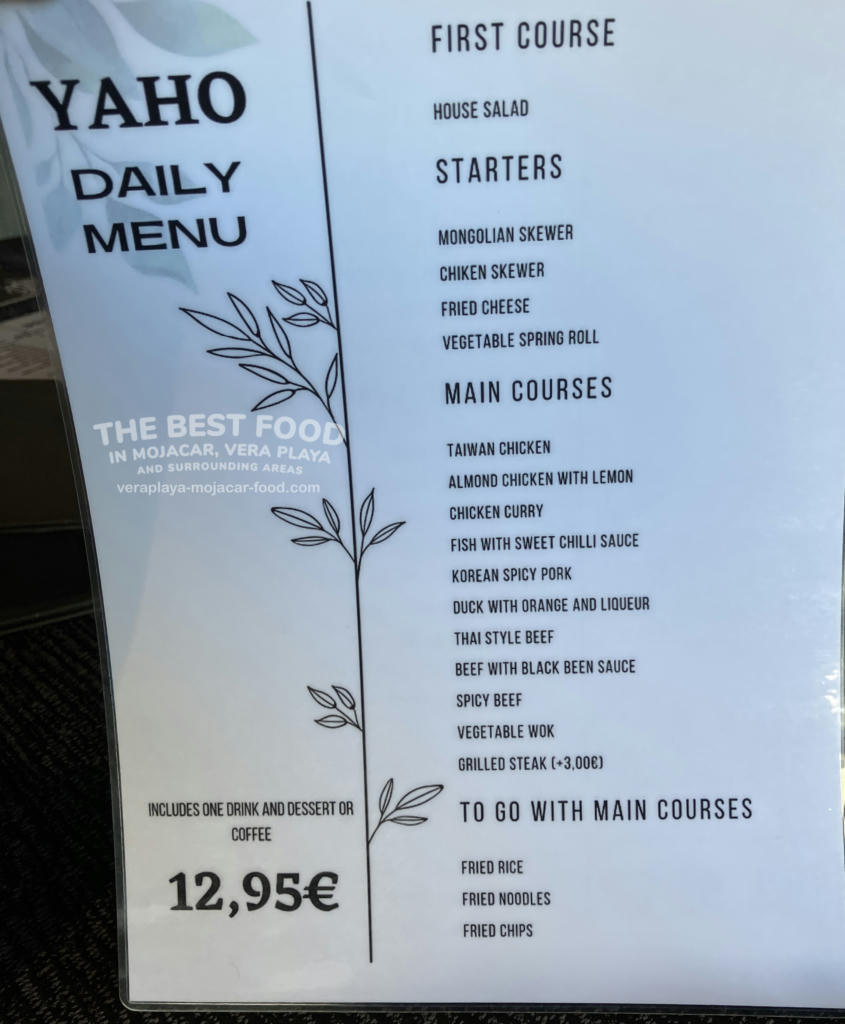 YAHO
DAILY
MENU
THE BEST FOOD
IN MOJACAR, VERA PLAYA
AND SURROUNDING AREAS
veraplaya-mojacar-food.com
INCLUDES ONE DRINK AND DESSERT OR
COFFEE
12,95€
FIRST COURSE
HOUSE SALAD
STARTERS
MONGOLIAN SKEWER
CHIKEN SKEWER
FRIED CHEESE
VEGETABLE SPRING ROLL
MAIN COURSES
TAIWAN CHICKEN
ALMOND CHICKEN WITH LEMON
CHICKEN CURRY
FISH WITH SWEET CHILLI SAUCE
KOREAN SPICY PORK
DUCK WITH ORANGE AND LIQUEUR
THAI STYLE BEEF
BEEF WITH BLACK BEEN SAUCE
SPICY BEEF
VEGETABLE WOK
GRILLED STEAK (+3,00€)
TO GO WITH MAIN COURSES
FRIED RICE
FRIED NOODLES
FRIED CHIPS